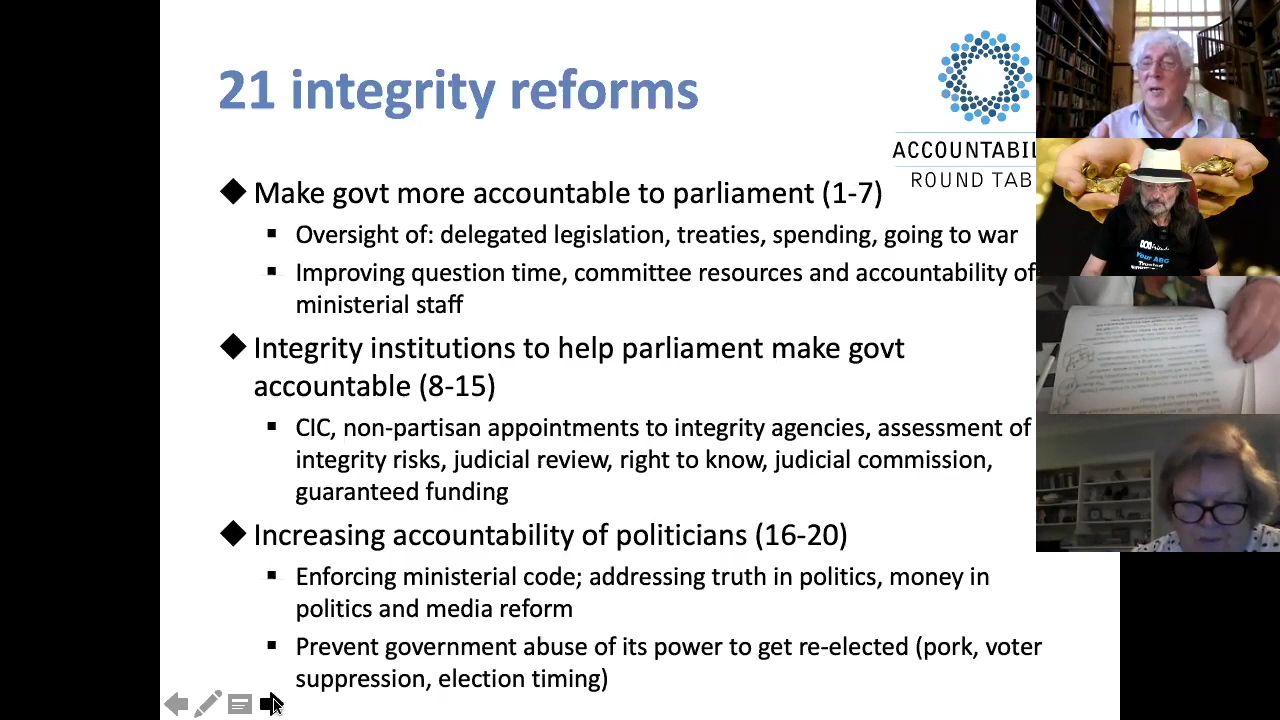 21 integrity reforms
ACCOUNTABIL
ROUND TAB
◆ Make govt more accountable to parliament (1-7)
▪ Oversight of: delegated legislation, treaties, spending, going to war
▪ Improving question time, committee resources and accountability of
ministerial staff
◆ Integrity institutions to help parliament make govt
accountable (8-15)
▪ CIC, non-partisan appointments to integrity agencies, assessment of
integrity risks, judicial review, right to know, judicial commission,
guaranteed funding
◆ Increasing accountability of politicians (16-20)
▪ Enforcing ministerial code; addressing truth in politics, money in
politics and media reform
▪ Prevent government abuse of its power to get re-elected (pork, voter
suppression, election timing)
Your ABC
Trusted